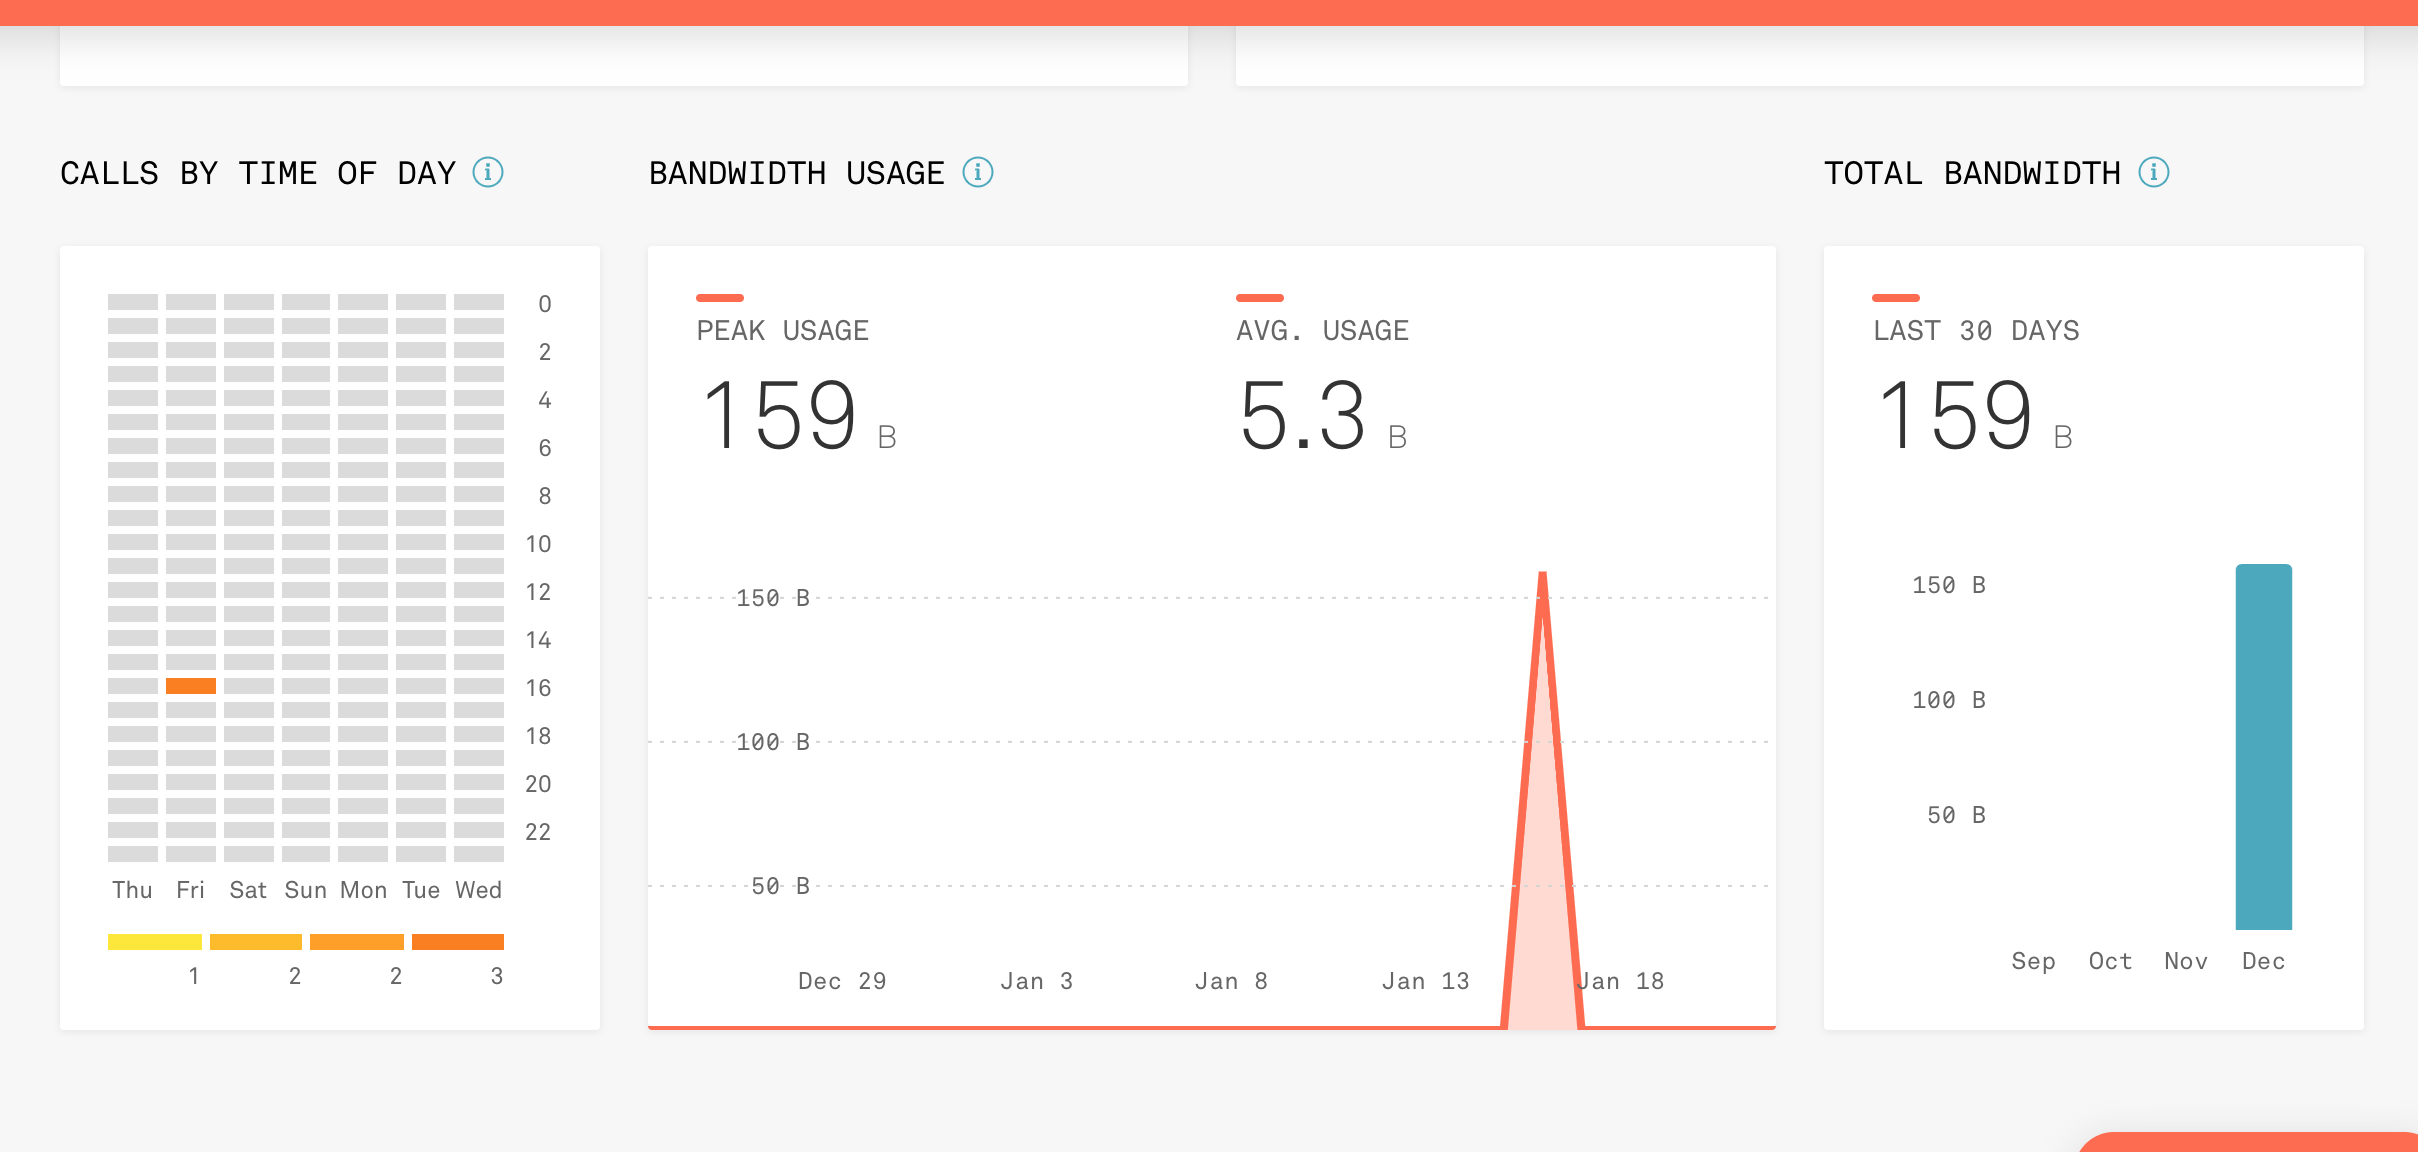 CALLS BY TIME OF DAY
BANDWIDTH USAGE
TOTAL BANDWIDTH
0
2
4
6
8
10
12
14
16
18
20
22
Thu Fri Sat Sun Mon Tue Wed
1 2 2 3
PEAK USAGE
159 B
AVG. USAGE
5.3 B
150 B
100 B
50 B
Dec 29 Jan 3 Jan 8 Jan 13 Jan 18
LAST 30 DAYS
159 B
150 B
100 B
50 B
Sep Oct Nov Dec